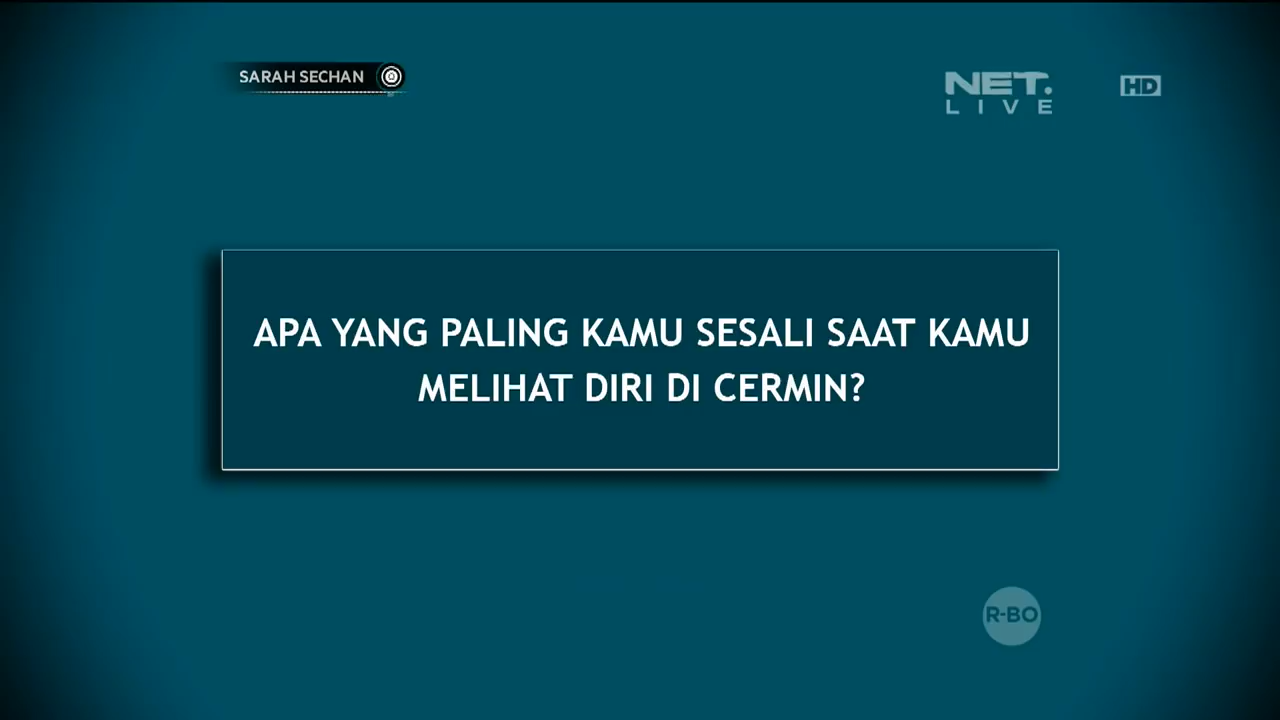 SARAH SECHAN
NET.
LIVE
HD
APA YANG PALING KAMU SESALI SAAT KAMU
MELIHAT DIRI DI CERMIN?
R-BO